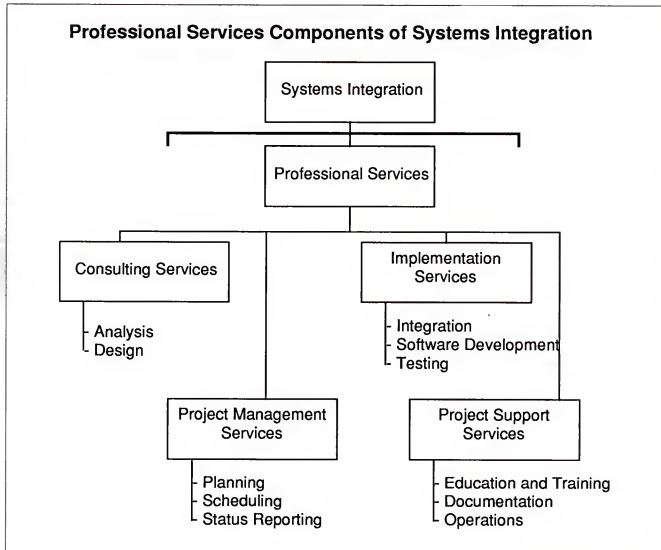 Professional Services Components of Systems Integration
Systems Integration
Professional Services
Consulting Services
- Analysis
- Design
Implementation
Services
- Integration
- Software Development
- Testing
Project Management
Services
- Planning
- Scheduling
- Status Reporting
Project Support
Services
- Education and Training
- Documentation
- Operations